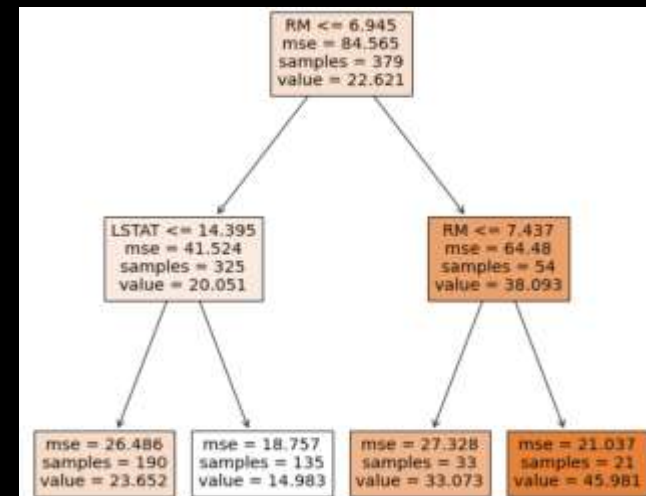 RM <= 6.945
mse = 84.565
samples = 379
value = 22.621
LSTAT <= 14.395
mse = 41.524
samples = 325
value = 20.051
RM <= 7.437
mse = 64.48
samples = 54
value = 38.093
mse = 26.486
samples = 190
value = 23.652
mse = 18.757
samples = 135
value = 14.983
mse = 27.328
samples = 33
value = 33.073
mse = 21.037
samples = 21
value = 45.981